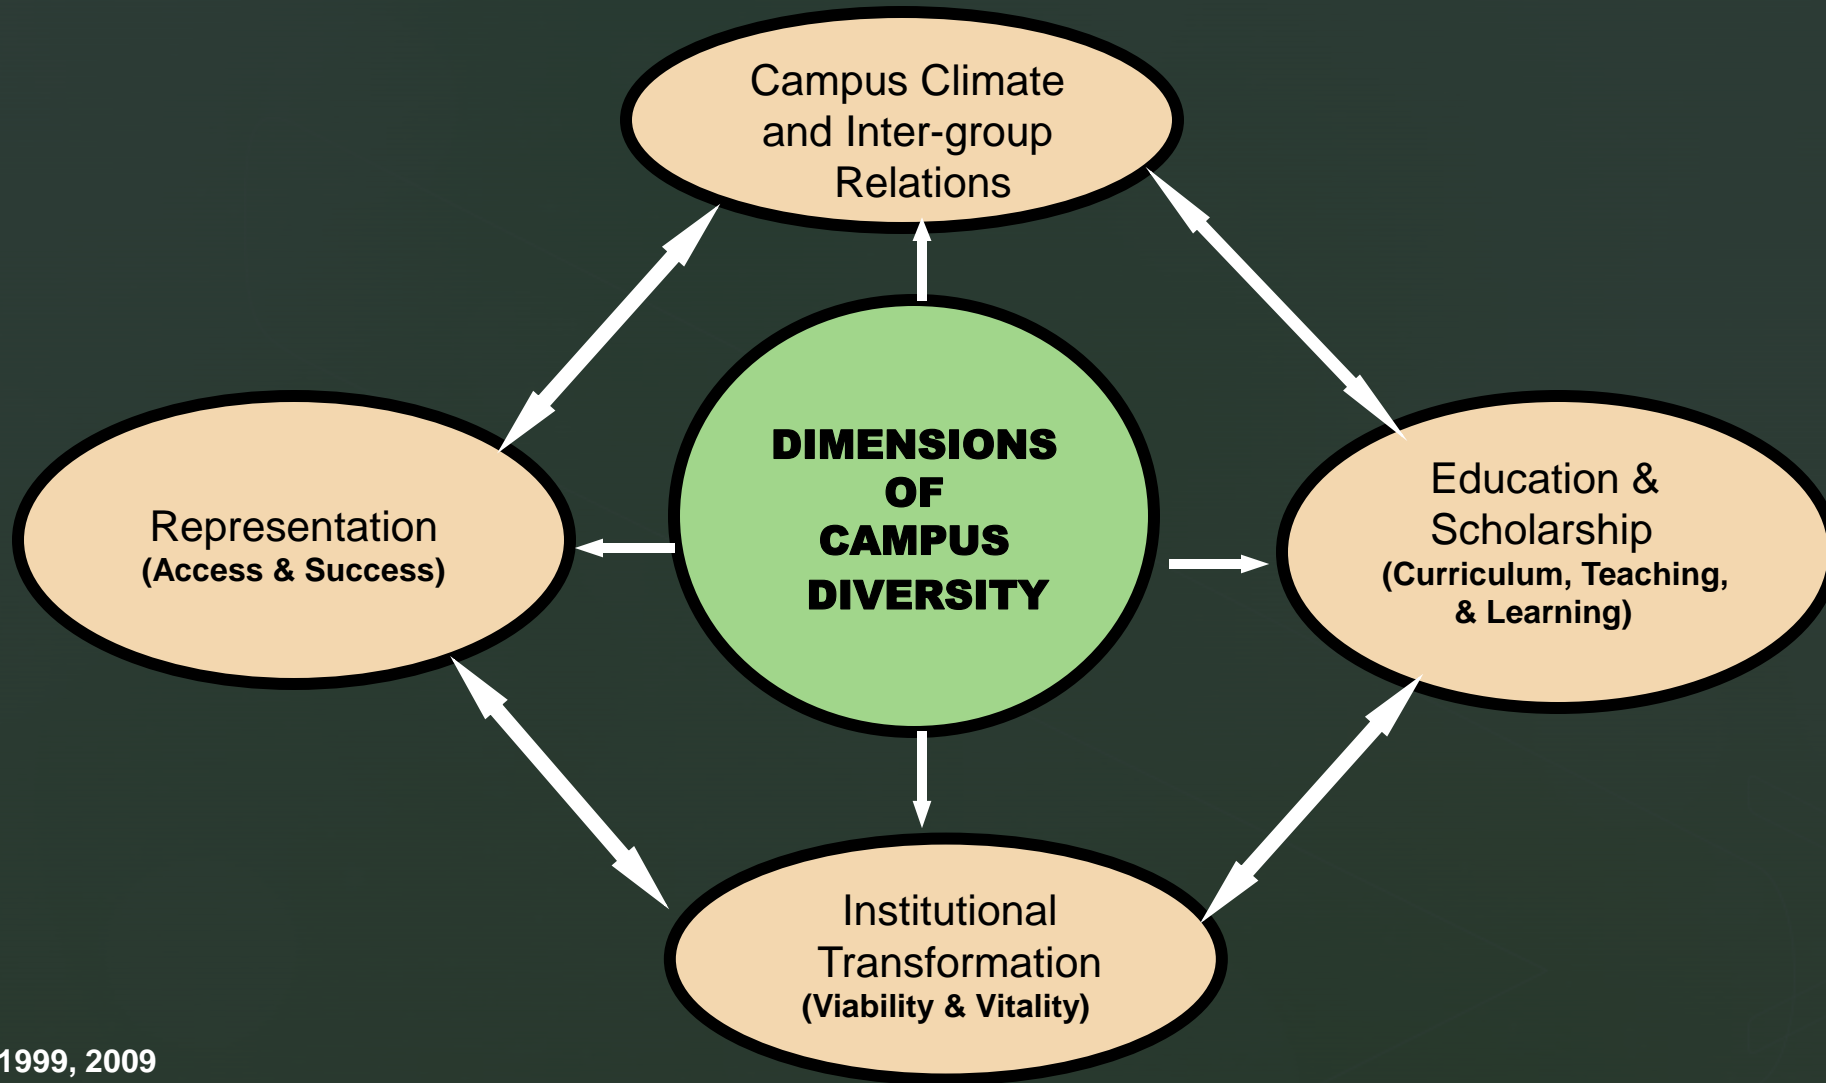 Campus Climate
and Inter-group
Relations
DIMENSIONS
OF
CAMPUS
DIVERSITY
Representation
(Access & Success)
Education &
Scholarship
(Curriculum, Teaching,
& Learning)
Institutional
Transformation
(Viability & Vitality)
1999, 2009